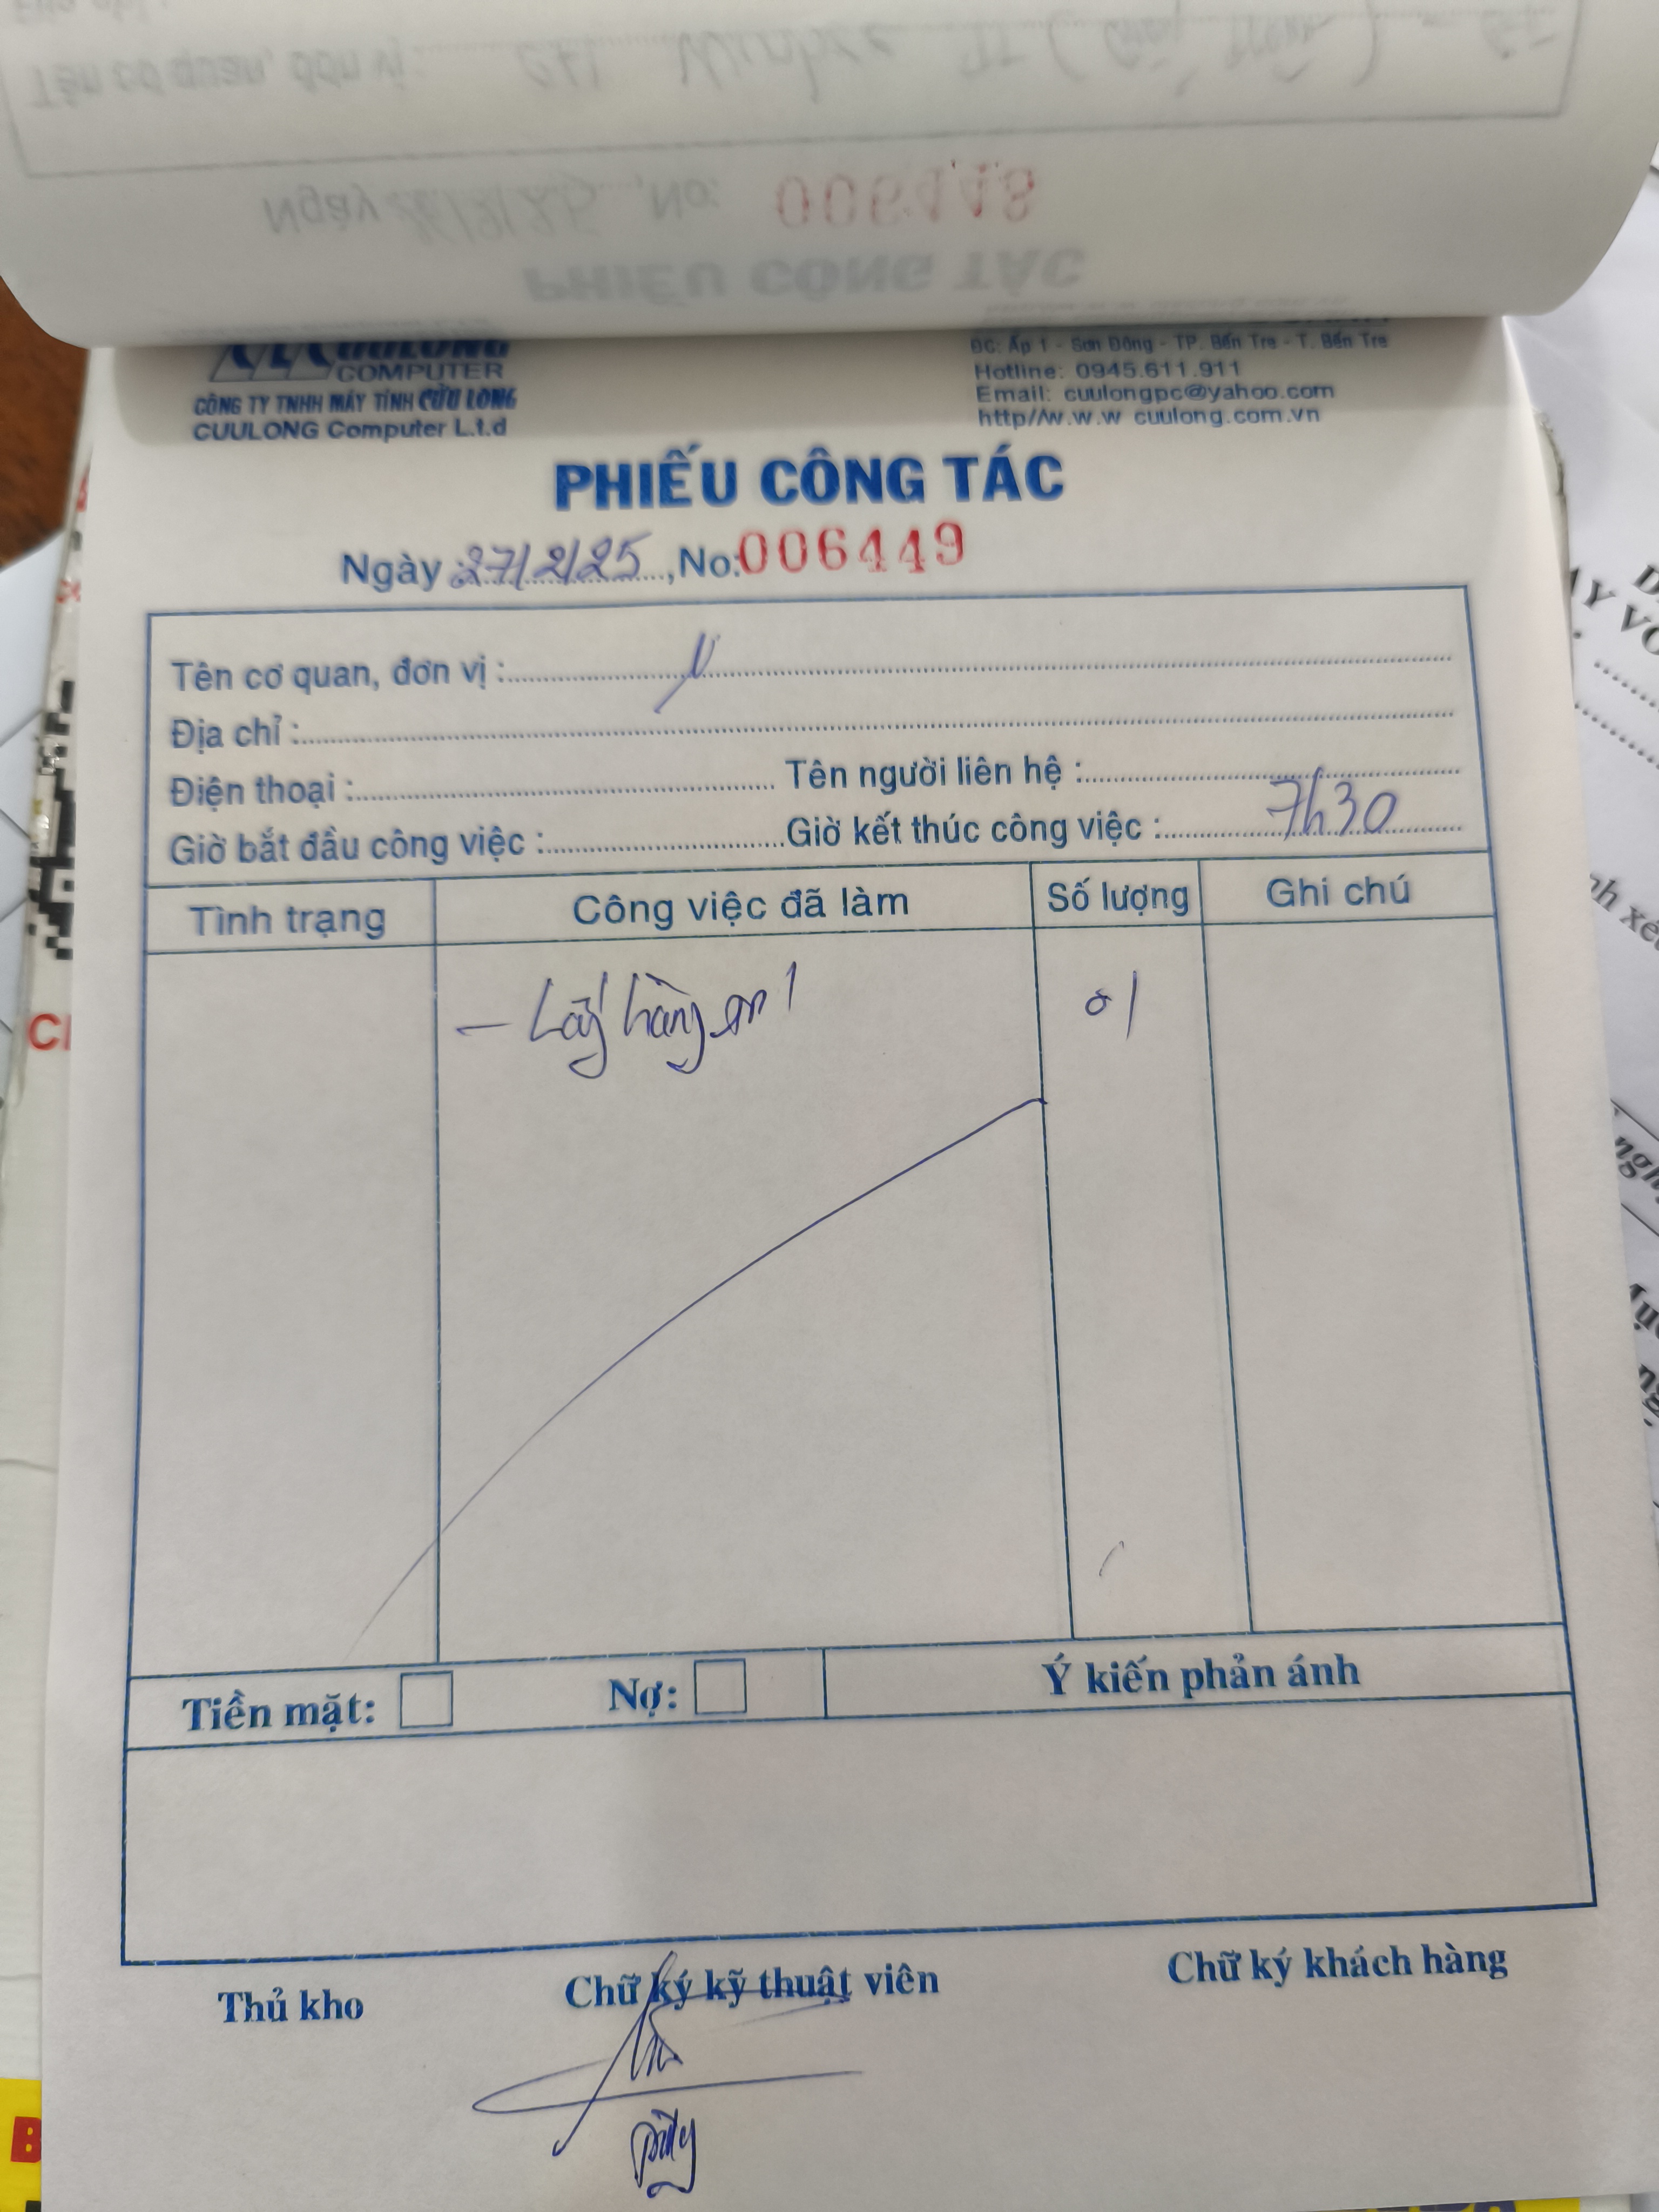 CUULONG
COMPUTER
CÔNG TY TNHH MÁY TÍNH CỬU LONG
CUULONG Computer L.t.d
ĐC: Ấp 1 - Sơn Đông - TP. Bến Tre - T. Bến Tre
Hotline: 0945.611.911
Email: cuulongpc@yahoo.com
http//w.w.w cuulong.com.vn
PHIẾU CÔNG TÁC
Ngày :27/2/25, No: 006449
Tên cơ quan, đơn vị :
Địa chỉ :
Điện thoại : Tên người liên hệ :
Giờ bắt đầu công việc : Giờ kết thúc công việc : 7h30
Tình trạng Công việc đã làm Số lượng Ghi chú
- Lấy hàng 01
Tiền mặt: Nợ: Ý kiến phản ánh
Thủ kho Chữ ký kỹ thuật viên Chữ ký khách hàng